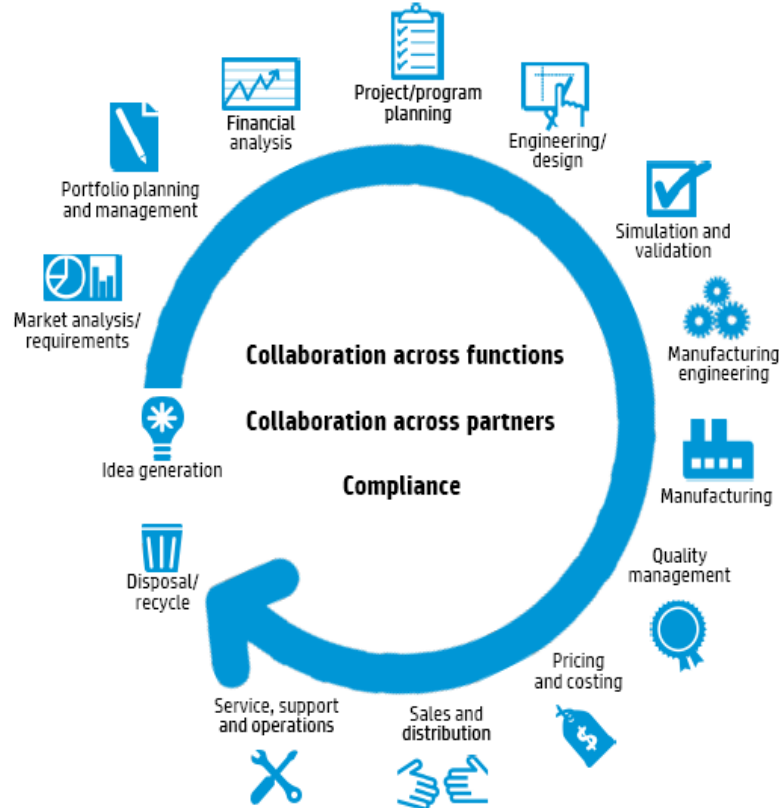 Project/program
planning
Financial
analysis
Engineering/
design
Portfolio planning
and management
Simulation and
validation
Market analysis/
requirements
Manufacturing
engineering
Collaboration across functions
Collaboration across partners
Compliance
Idea generation
Manufacturing
Quality
management
Disposal/
recycle
Pricing
and costing
Service, support
and operations
Sales and
distribution
$